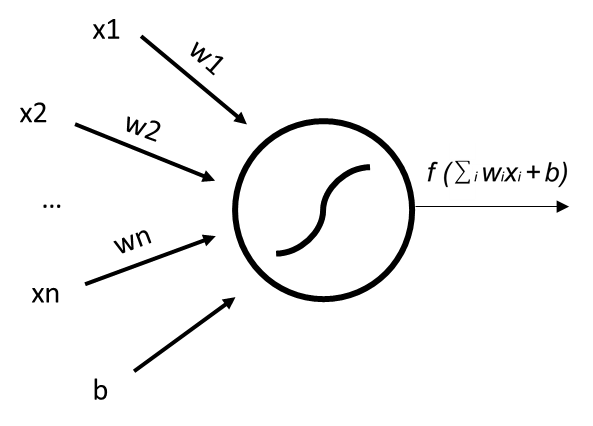 x1
w1
x2
w2
...
wn
xn
b
f (∑ᵢ wᵢxᵢ + b)